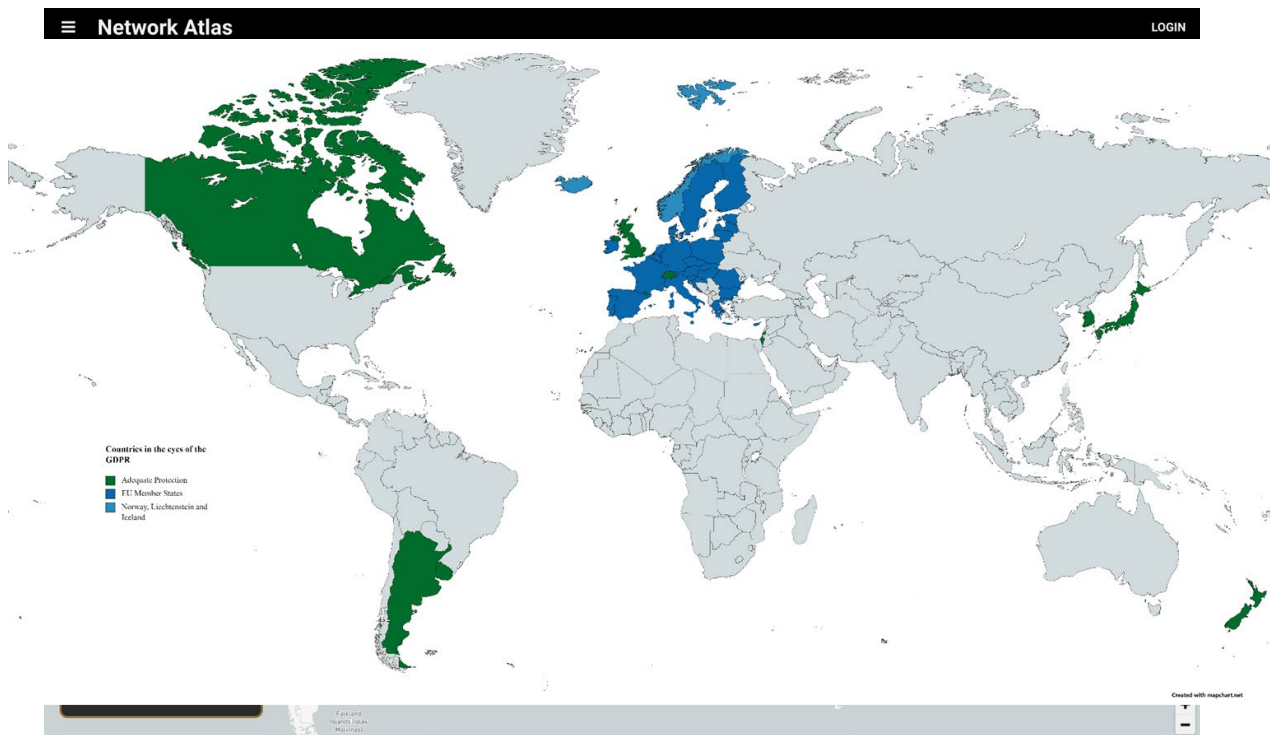 Network Atlas
LOGIN
Countries in the eyes of the
GDPR
Adequate Protection
EU Member States
Norway, Liechtenstein and
Iceland
Created with mapchart.net
Falkland
Islands (Islas
Malvinas)